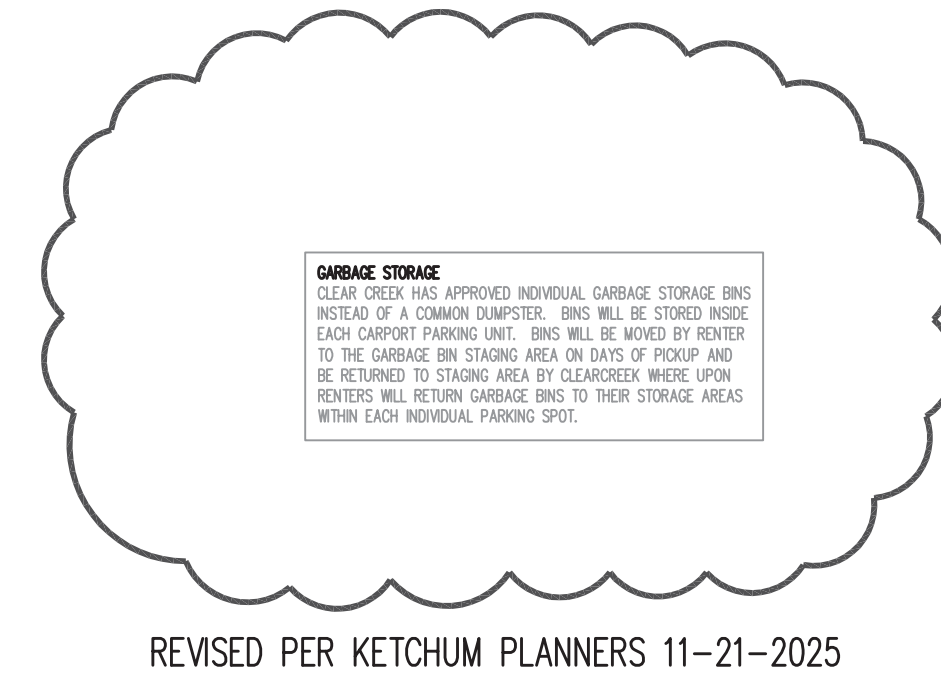 GARBAGE STORAGE
CLEAR CREEK HAS APPROVED INDIVIDUAL GARBAGE STORAGE BINS
INSTEAD OF A COMMON DUMPSTER. BINS WILL BE STORED INSIDE
EACH CARPORT PARKING UNIT. BINS WILL BE MOVED BY RENTER
TO THE GARBAGE BIN STAGING AREA ON DAYS OF PICKUP AND
BE RETURNED TO STAGING AREA BY CLEARCREEK WHERE UPON
RENTERS WILL RETURN GARBAGE BINS TO THEIR STORAGE AREAS
WITHIN EACH INDIVIDUAL PARKING SPOT.
REVISED PER KETCHUM PLANNERS 11-21-2025